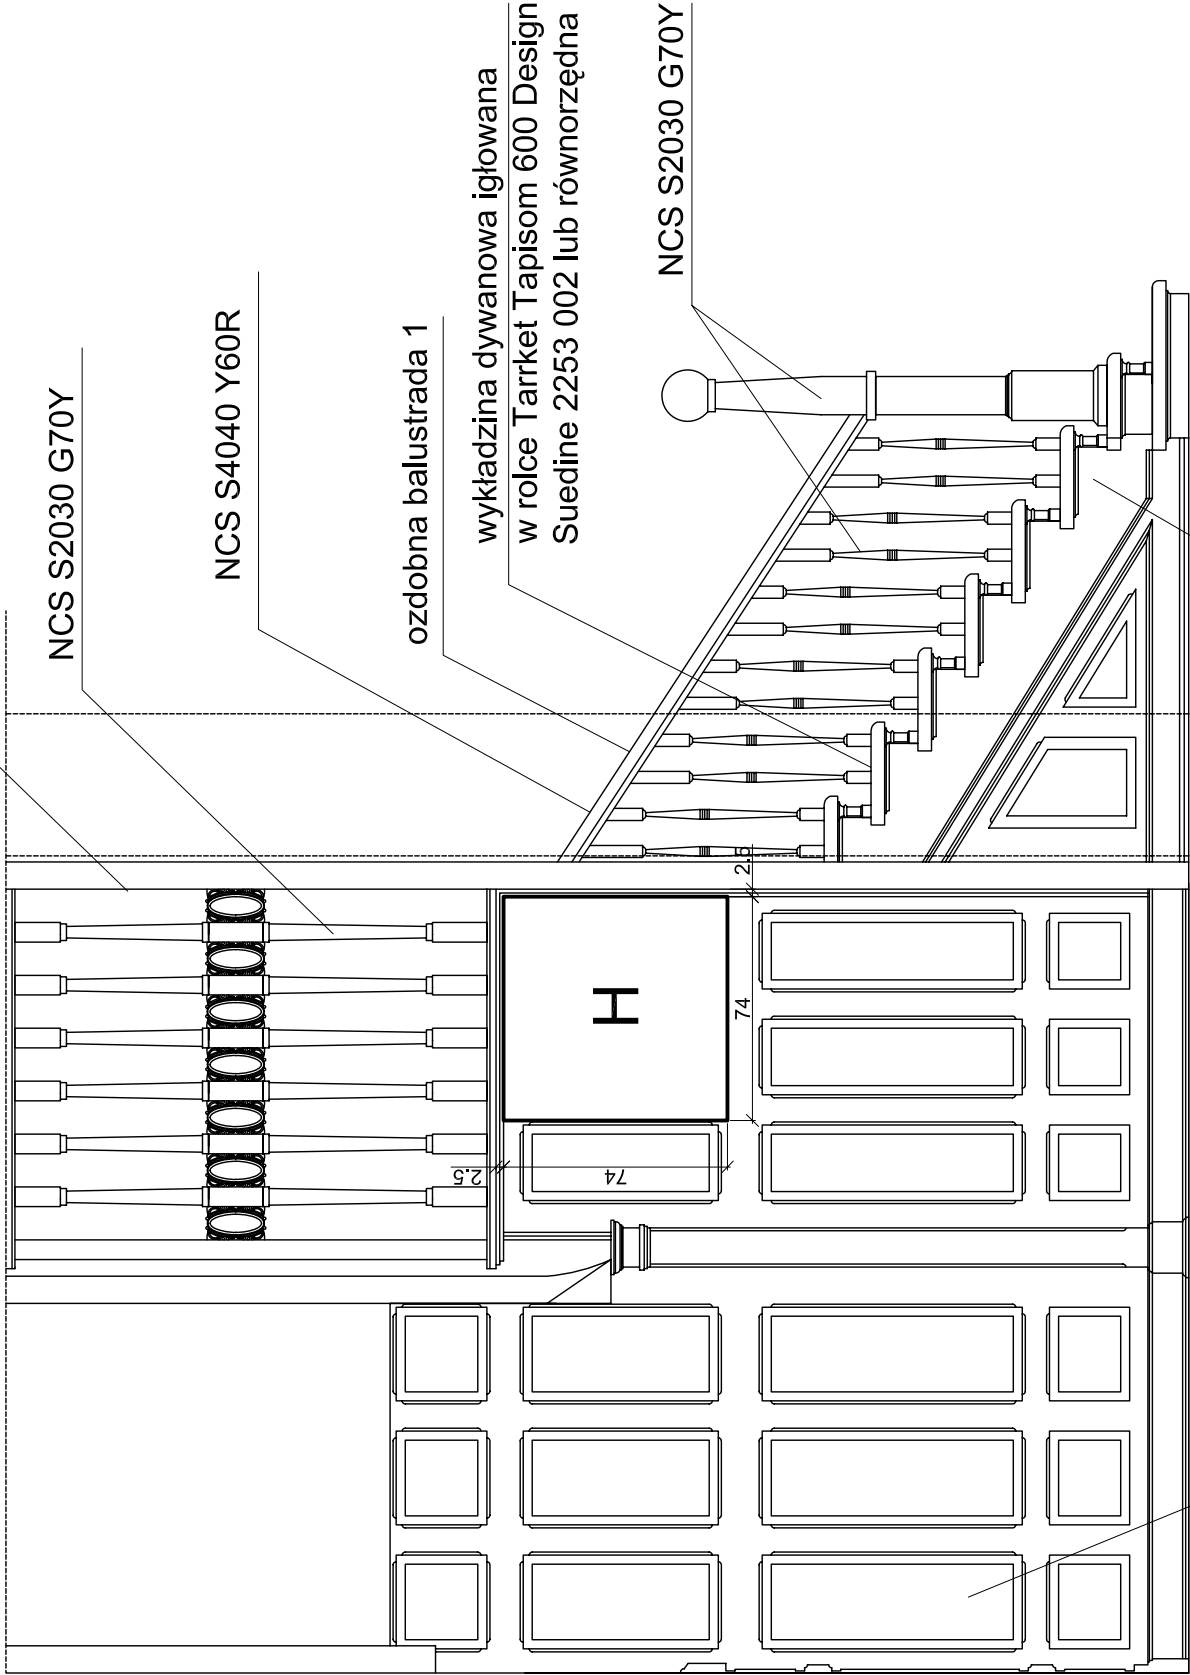 NCS S2030 G70Y
NCS S4040 Y60R
ozdobna balustrada 1
wykładzina dywanowa igłowana
w rolce Tarrket Tapisom 600 Design
Suedine 2253 002 lub równorzędna
NCS S2030 G70Y
H
2.5
74
2.5
74